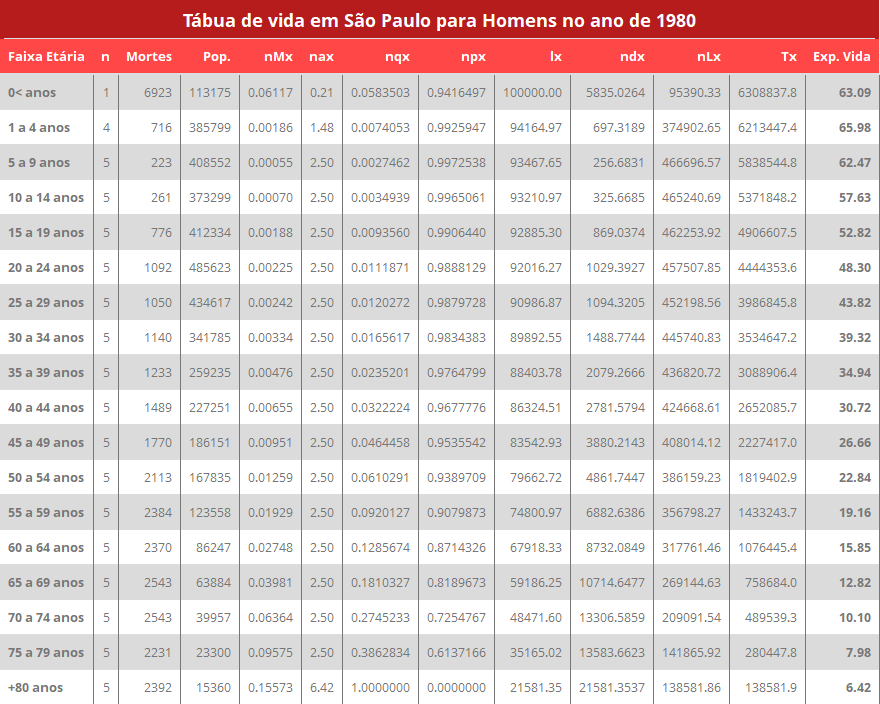 Tábua de vida em São Paulo para Homens no ano de 1980
Faixa Etária n Mortes Pop. nMx nax nqx npx lx ndx nLx Tx Exp. Vida
0< anos 1 6923 113175 0.06117 0.21 0.0583503 0.9416497 100000.00 5835.0264 95390.33 6308837.8 63.09
1 a 4 anos 4 716 385799 0.00186 1.48 0.0074053 0.9925947 94164.97 697.3189 374902.65 6213447.4 65.98
5 a 9 anos 5 223 408552 0.00055 2.50 0.0027462 0.9972538 93467.65 256.6831 466696.57 5838544.8 62.47
10 a 14 anos 5 261 373299 0.00070 2.50 0.0034939 0.9965061 93210.97 325.6685 465240.69 5371848.2 57.63
15 a 19 anos 5 776 412334 0.00188 2.50 0.0093560 0.9906440 92885.30 869.0374 462253.92 4906607.5 52.82
20 a 24 anos 5 1092 485623 0.00225 2.50 0.0111871 0.9888129 92016.27 1029.3927 457507.85 4444353.6 48.30
25 a 29 anos 5 1050 434617 0.00242 2.50 0.0120272 0.9879728 90986.87 1094.3205 452198.56 3986845.8 43.82
30 a 34 anos 5 1140 341785 0.00334 2.50 0.0165617 0.9834383 89892.55 1488.7744 445740.83 3534647.2 39.32
35 a 39 anos 5 1233 259235 0.00476 2.50 0.0235201 0.9764799 88403.78 2079.2666 436820.72 3088906.4 34.94
40 a 44 anos 5 1489 227251 0.00655 2.50 0.0322224 0.9677776 86324.51 2781.5794 424668.61 2652085.7 30.72
45 a 49 anos 5 1770 186151 0.00951 2.50 0.0464458 0.9535542 83542.93 3880.2143 408014.12 2227417.0 26.66
50 a 54 anos 5 2113 167835 0.01259 2.50 0.0610291 0.9389709 79662.72 4861.7447 386159.23 1819402.9 22.84
55 a 59 anos 5 2384 123558 0.01929 2.50 0.0920127 0.9079873 74800.97 6882.6386 356798.27 1433243.7 19.16
60 a 64 anos 5 2370 86247 0.02748 2.50 0.1285674 0.8714326 67918.33 8732.0849 317761.46 1076445.4 15.85
65 a 69 anos 5 2543 63884 0.03981 2.50 0.1810327 0.8189673 59186.25 10714.6477 269144.63 758684.0 12.82
70 a 74 anos 5 2543 39957 0.06364 2.50 0.2745233 0.7254767 48471.60 13306.5859 209091.54 489539.3 10.10
75 a 79 anos 5 2231 23300 0.09575 2.50 0.3862834 0.6137166 35165.02 13583.6623 141865.92 280447.8 7.98
+80 anos 5 2392 15360 0.15573 6.42 1.0000000 0.0000000 21581.35 21581.3537 138581.86 138581.9 6.42